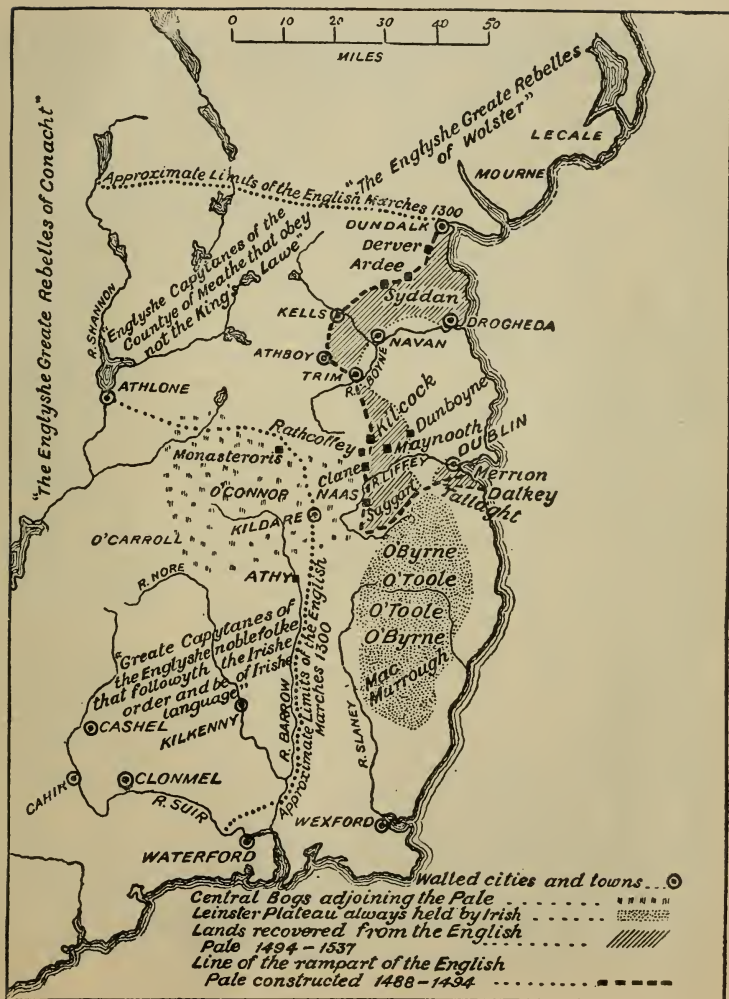 0 10 20 30 40 50
MILES
"The Englyshe Greate Rebelles of Conacht"
"The Englyshe Greate Rebelles
of Wolster"
LECALE
MOURNE
Approximate Limits of the English Marches 1300
DUNDALK
Derver
Ardee
Syddan
"Englyshe Capytanes of the
Countye of Meathe that obey
not the King's Lawe"
R. SHANNON
KELLS
DROGHEDA
NAVAN
ATHBOY
TRIM
R. BOYNE
ATHLONE
Kilcock
Dunboyne
Rathcoffey
Maynooth
DUBLIN
Monasteroris
Clane
R. LIFFEY
Merrion
O'CONNOR
NAAS
Dalkey
Saggart
Tallaght
KILDARE
O'CARROLL
O'Byrne
O'Toole
R. NORE
ATHY
O'Toole
O'Byrne
"Greate Capytanes of
the Englyshe noblefolke
that followyth the Irishe
order and be of Irishe
language"
Mac
Murrough
Approximate Limits of the English
Marches 1300
R. BARROW
R. SLANEY
CASHEL
KILKENNY
CAHIR
CLONMEL
R. SUIR
WEXFORD
WATERFORD
Walled cities and towns
Central Bogs adjoining the Pale
Leinster Plateau always held by Irish
Lands recovered from the English
Pale 1494-1537
Line of the rampart of the English
Pale constructed 1488-1494